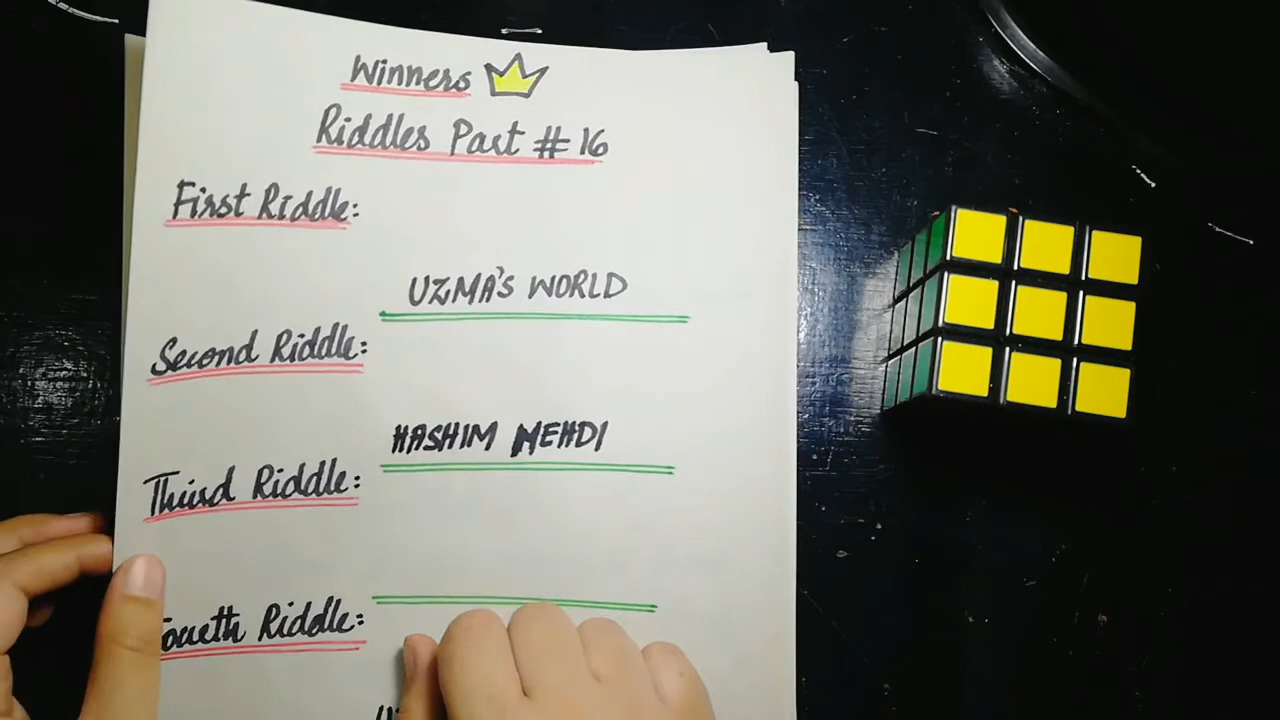 Winners
Riddles Part # 16
First Riddle:
UZMA'S WORLD
Second Riddle:
HASHIM MEHDI
Third Riddle:
Fourth Riddle: